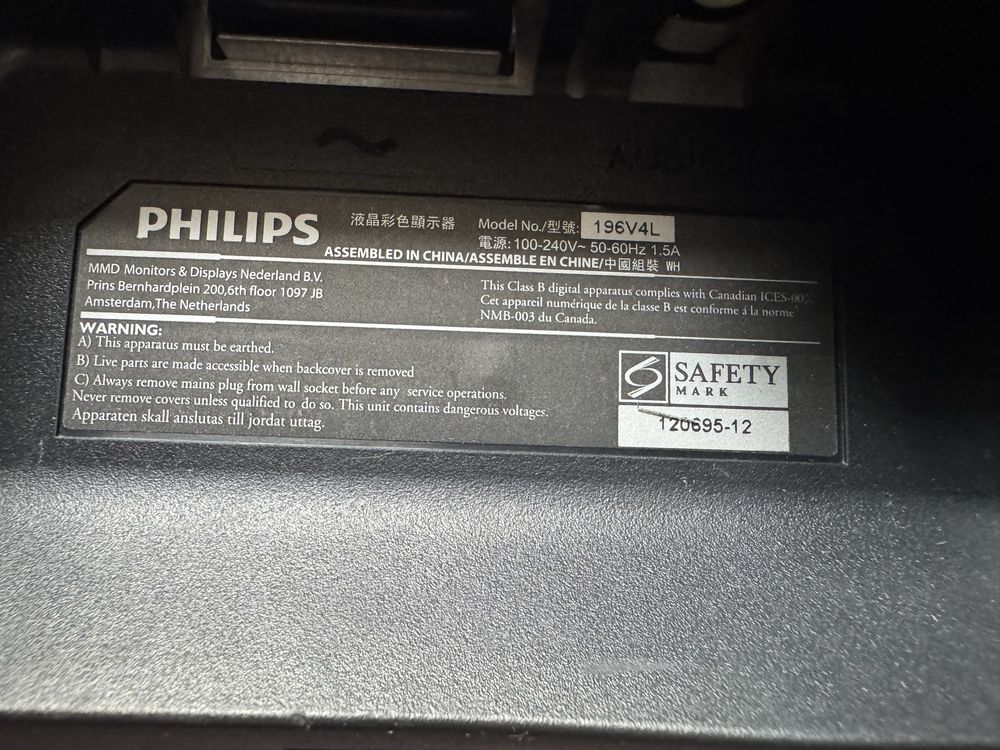 PHILIPS
液晶彩色顯示器
Model No./型號: 196V4L
電源: 100-240V~ 50-60Hz 1.5A
ASSEMBLED IN CHINA/ASSEMBLE EN CHINE/中國組裝 WH
MMD Monitors & Displays Nederland B.V.
Prins Bernhardplein 200,6th floor 1097 JB
Amsterdam,The Netherlands
This Class B digital apparatus complies with Canadian ICES-003.
Cet appareil numérique de la classe B est conforme á la norme
NMB-003 du Canada.
WARNING:
A) This apparatus must be earthed.
B) Live parts are made accessible when backcover is removed
C) Always remove mains plug from wall socket before any service operations.
Never remove covers unless qualified to do so. This unit contains dangerous voltages.
Apparaten skall anslutas till jordat uttag.
SAFETY
MARK
120695-12